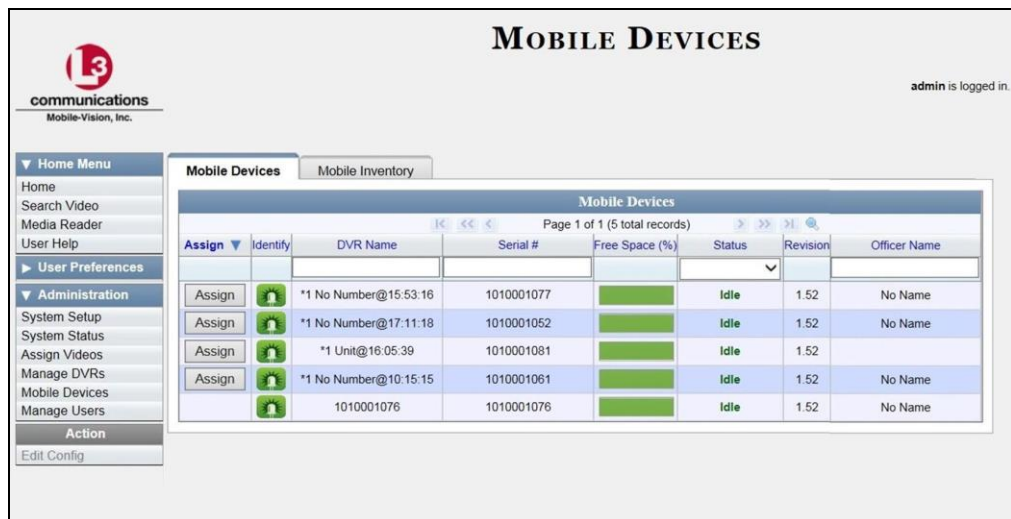 MOBILE DEVICES
L3
communications
Mobile-Vision, Inc.
admin is logged in.
▼ Home Menu
Home
Search Video
Media Reader
User Help
▶ User Preferences
▼ Administration
System Setup
System Status
Assign Videos
Manage DVRs
Mobile Devices
Manage Users
Action
Edit Config
Mobile Devices Mobile Inventory
Mobile Devices
Page 1 of 1 (5 total records)
Assign ▼ Identify DVR Name Serial # Free Space (%) Status Revision Officer Name
Assign *1 No Number@15:53:16 1010001077 Idle 1.52 No Name
Assign *1 No Number@17:11:18 1010001052 Idle 1.52 No Name
Assign *1 Unit@16:05:39 1010001081 Idle 1.52
Assign *1 No Number@10:15:15 1010001061 Idle 1.52 No Name
1010001076 1010001076 Idle 1.52 No Name